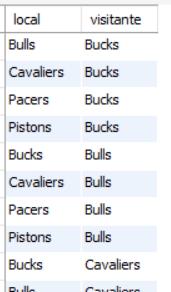 local visitante
Bulls Bucks
Cavaliers Bucks
Pacers Bucks
Pistons Bucks
Bucks Bulls
Cavaliers Bulls
Pacers Bulls
Pistons Bulls
Bucks Cavaliers
Bulls Cavaliers